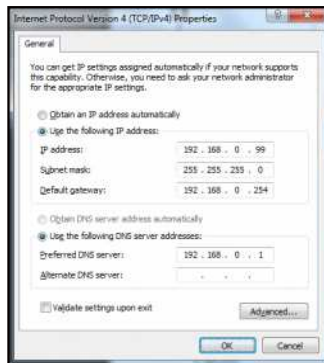 Internet Protocol Version 4 (TCP/IPv4) Properties
General
You can get IP settings assigned automatically if your network supports
this capability. Otherwise, you need to ask your network administrator
for the appropriate IP settings.
Obtain an IP address automatically
Use the following IP address:
IP address: 192 . 168 . 0 . 99
Subnet mask: 255 . 255 . 255 . 0
Default gateway: 192 . 168 . 0 . 254
Obtain DNS server address automatically
Use the following DNS server addresses:
Preferred DNS server: 192 . 168 . 0 . 1
Alternate DNS server: . . .
Validate settings upon exit
Advanced...
OK Cancel